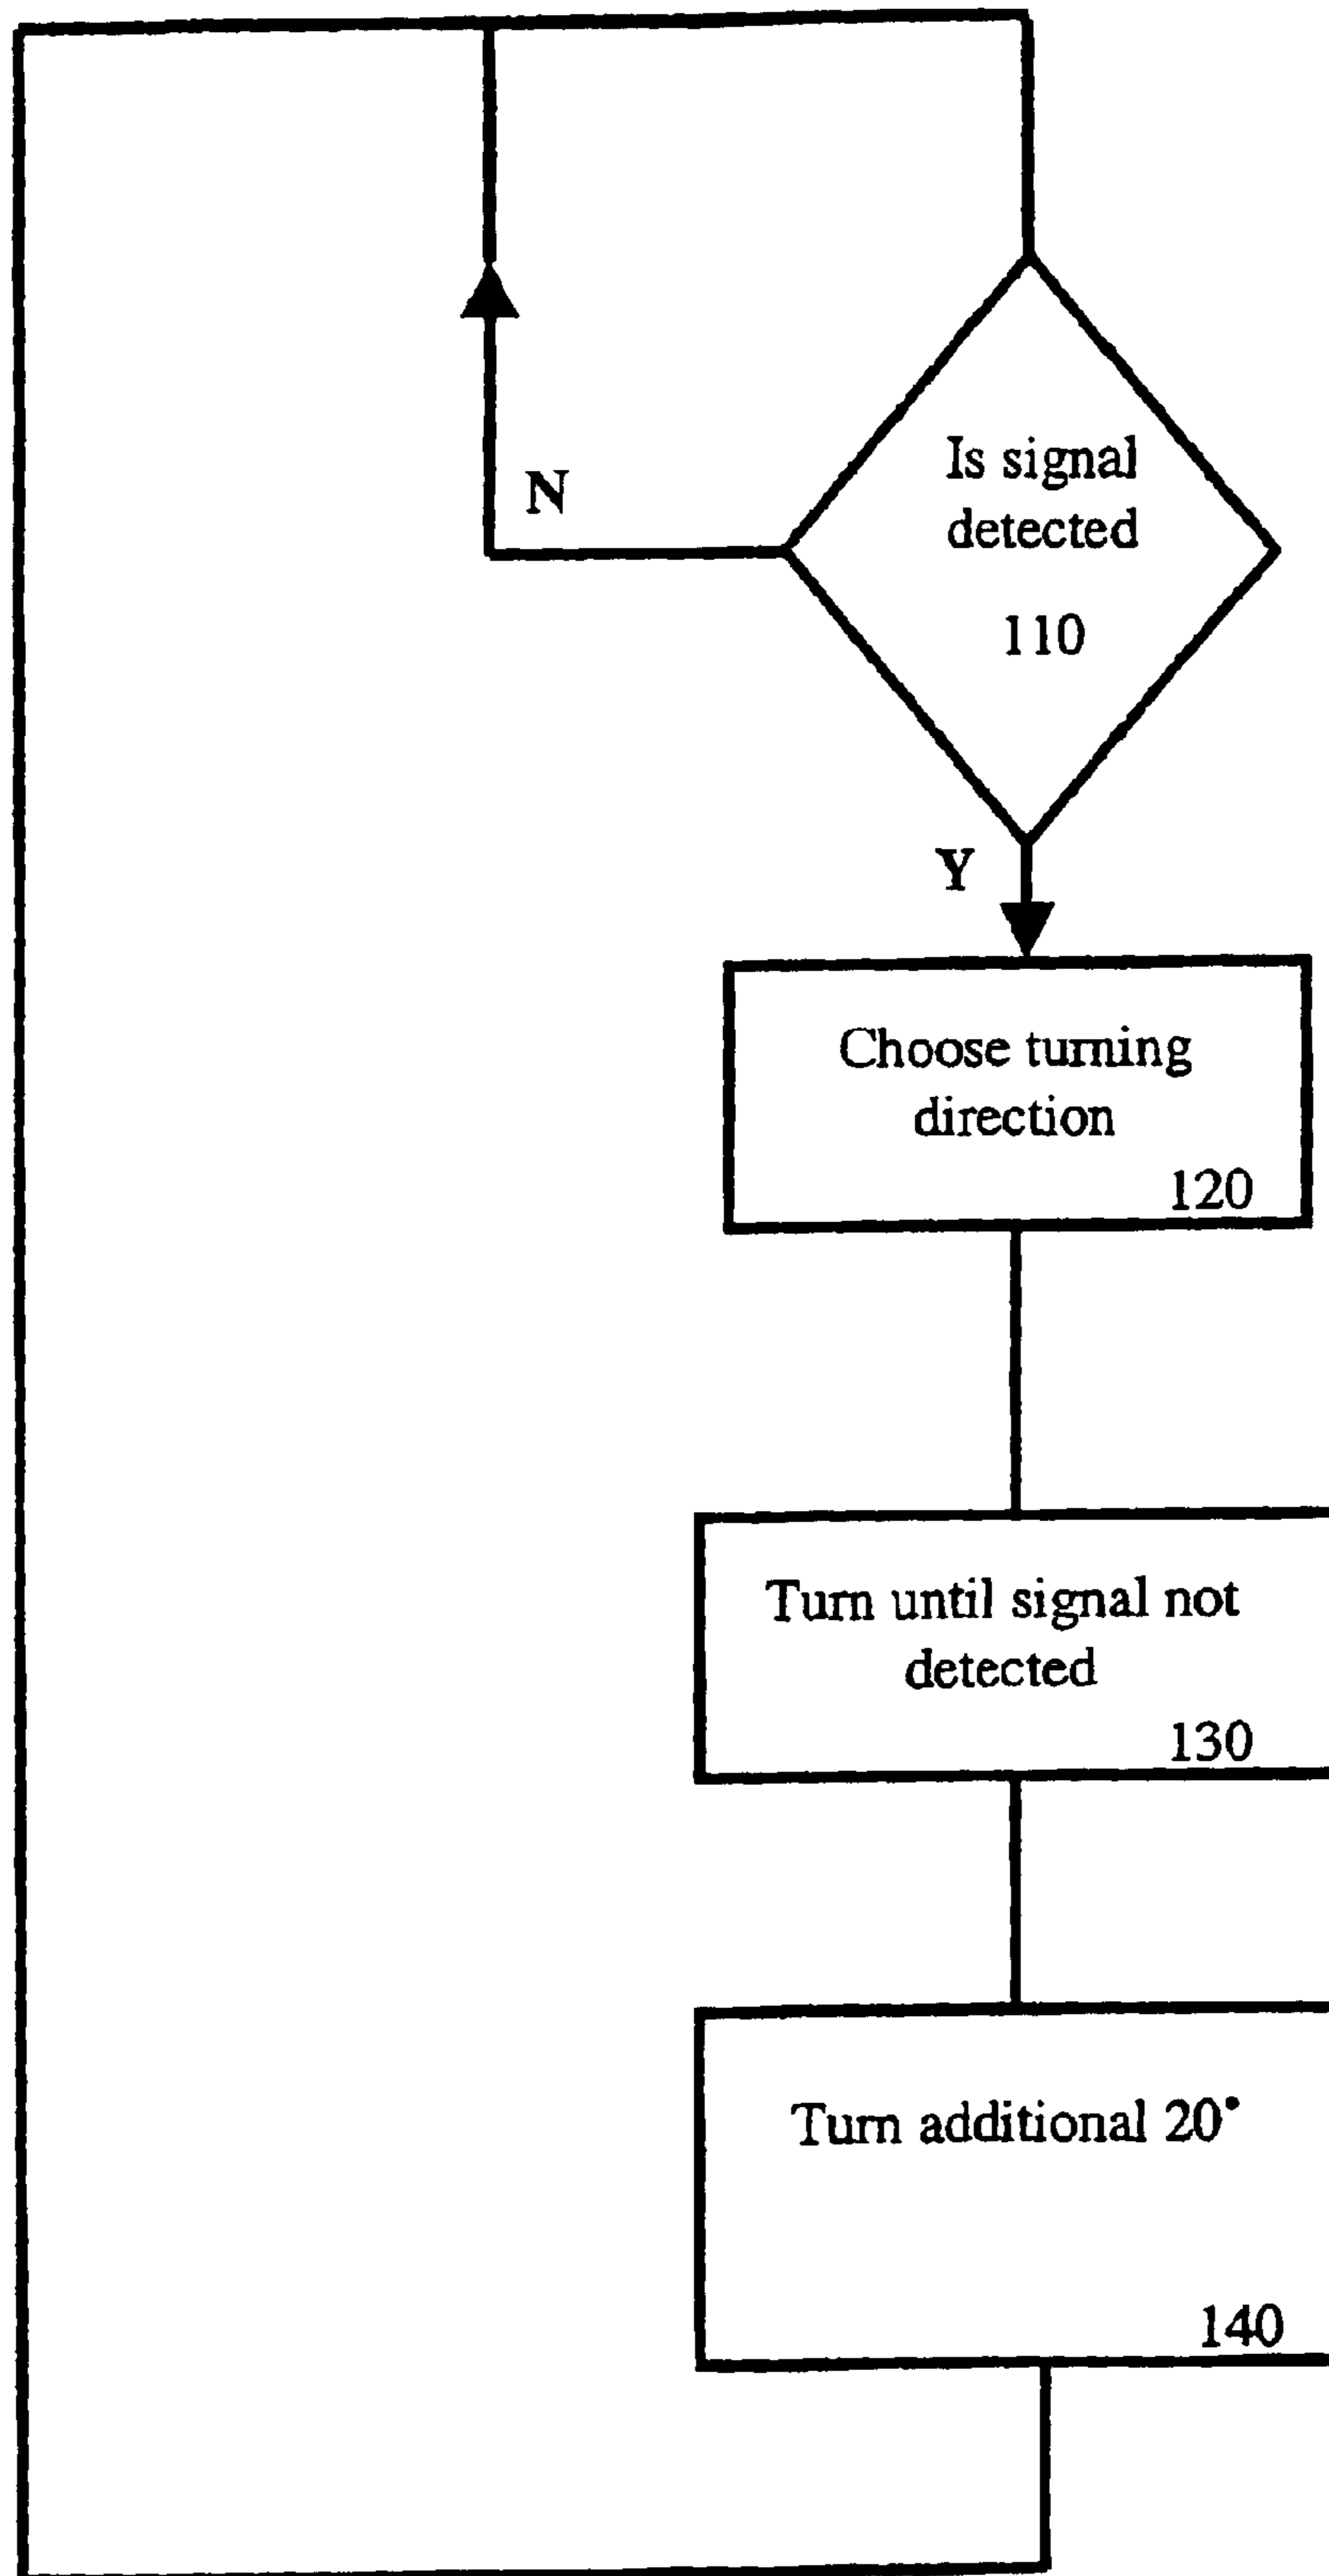 Is signal
detected
110
N
Y
Choose turning
direction
120
Turn until signal not
detected
130
Turn additional 20°
140